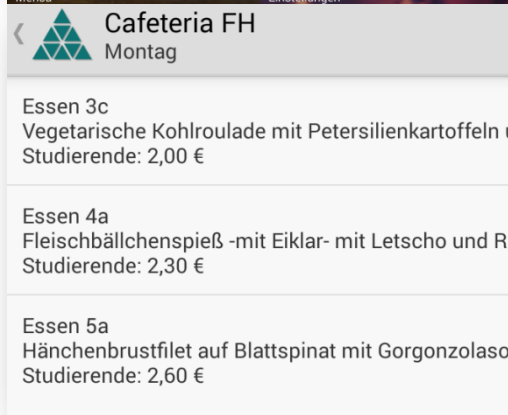 Cafeteria FH
Montag
Essen 3c
Vegetarische Kohlroulade mit Petersilienkartoffeln
Studierende: 2,00 €
Essen 4a
Fleischbällchenspieß -mit Eiklar- mit Letscho und R
Studierende: 2,30 €
Essen 5a
Hänchenbrustfilet auf Blattspinat mit Gorgonzolaso
Studierende: 2,60 €